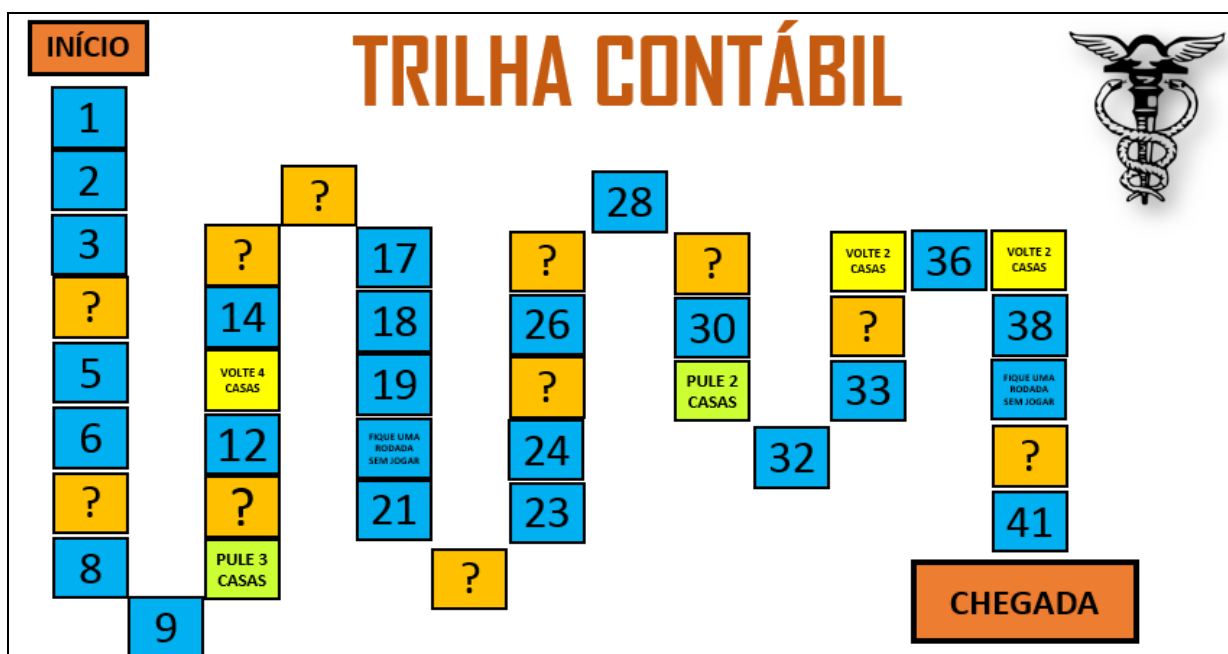 INÍCIO
TRILHA CONTÁBIL
1
2
3
?
5
6
?
8
9
PULE 3
CASAS
?
12
VOLTE 4
CASAS
14
?
?
17
18
19
FIQUE UMA
RODADA
SEM JOGAR
21
?
23
24
?
26
?
28
?
30
PULE 2
CASAS
32
33
?
VOLTE 2
CASAS
36
VOLTE 2
CASAS
38
FIQUE UMA
RODADA
SEM JOGAR
?
41
CHEGADA